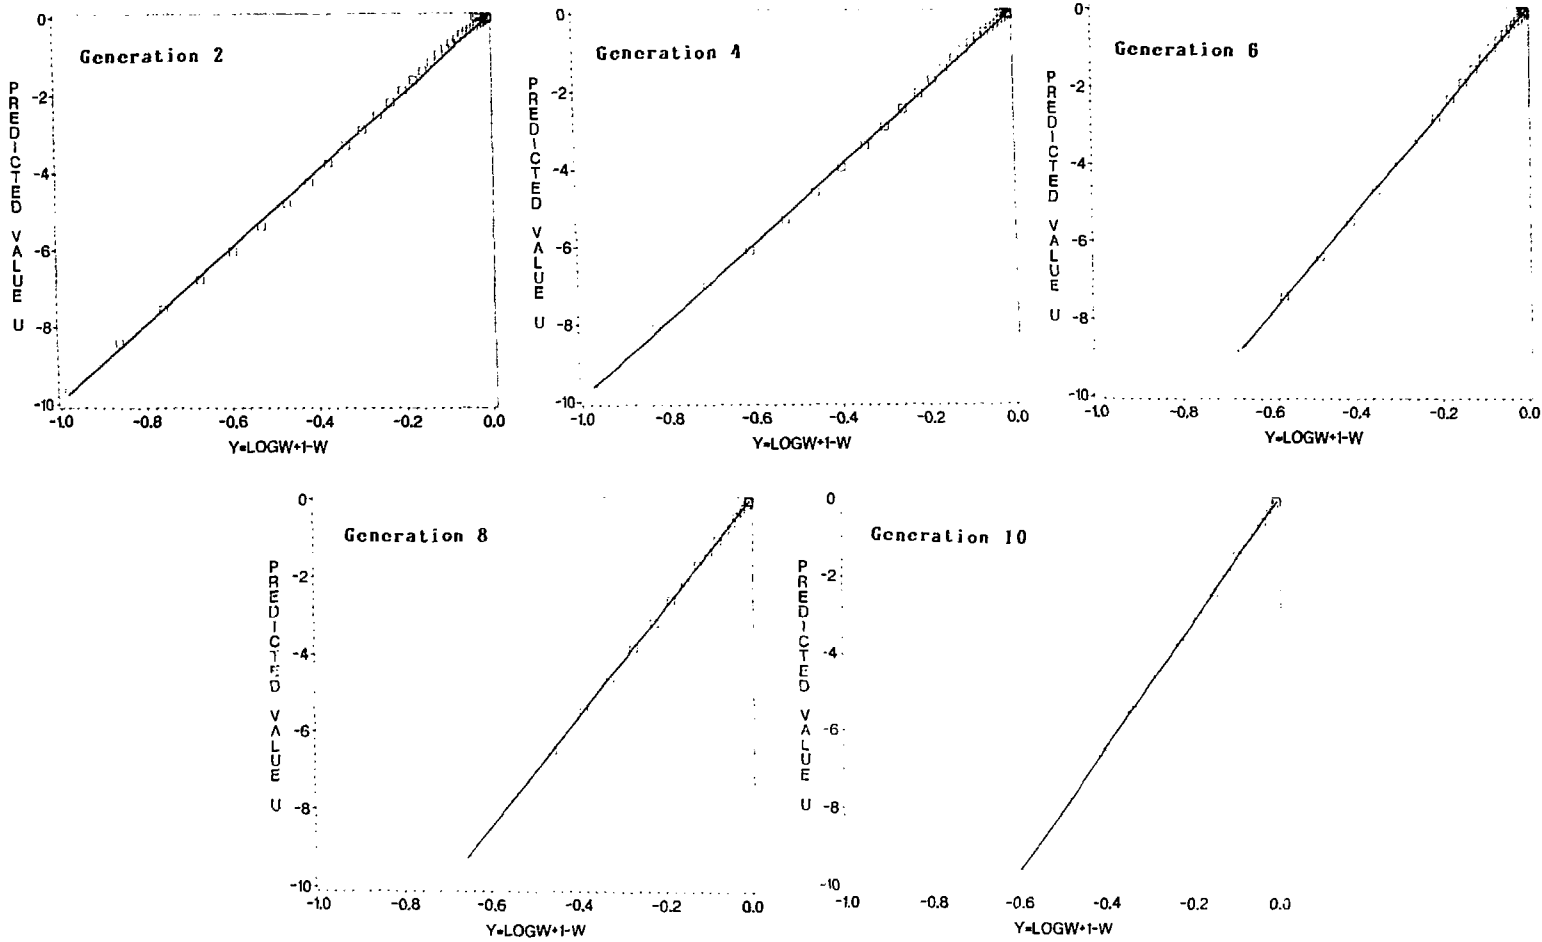 Generation 2
PREDICTED VALUE U
0
-2
-4
-6
-8
-10
-1.0 -0.8 -0.6 -0.4 -0.2 0.0
Y=LOGW+1-W
Generation 4
PREDICTED VALUE U
0
-2
-4
-6
-8
-10
-1.0 -0.8 -0.6 -0.4 -0.2 0.0
Y=LOGW+1-W
Generation 6
PREDICTED VALUE U
0
-2
-4
-6
-8
-10
-1.0 -0.8 -0.6 -0.4 -0.2 0.0
Y=LOGW+1-W
Generation 8
PREDICTED VALUE U
0
-2
-4
-6
-8
-10
-1.0 -0.8 -0.6 -0.4 -0.2 0.0
Y=LOGW+1-W
Generation 10
PREDICTED VALUE U
0
-2
-4
-6
-8
-10
-1.0 -0.8 -0.6 -0.4 -0.2 0.0
Y=LOGW+1-W